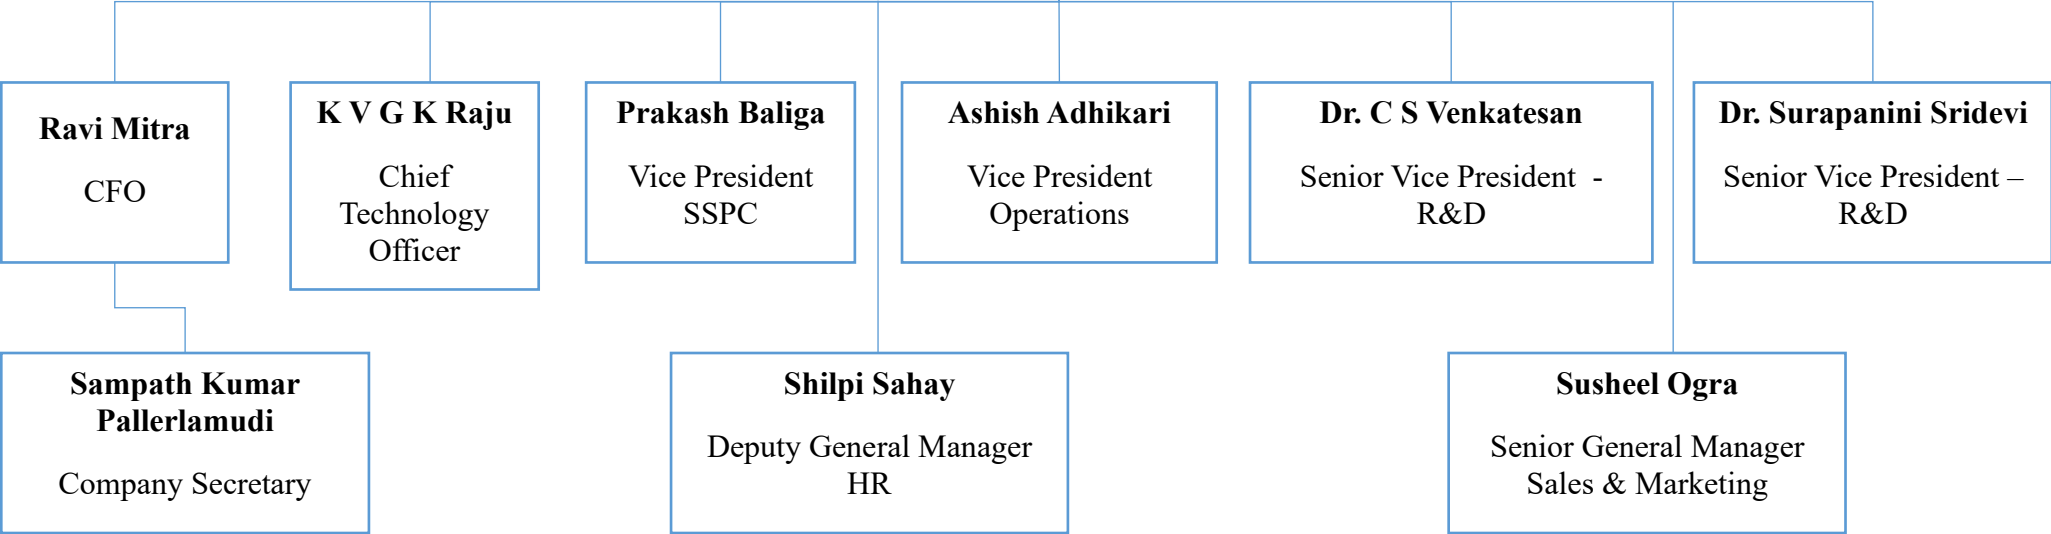 Ravi Mitra
CFO
K V G K Raju
Chief
Technology
Officer
Prakash Baliga
Vice President
SSPC
Ashish Adhikari
Vice President
Operations
Dr. C S Venkatesan
Senior Vice President  -
R&D
Dr. Surapanini Sridevi
Senior Vice President –
R&D
Sampath Kumar
Pallerlamudi
Company Secretary
Shilpi Sahay
Deputy General Manager
HR
Susheel Ogra
Senior General Manager
Sales & Marketing